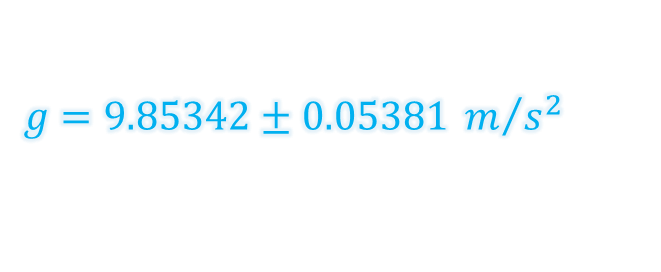 g = 9.85342 ± 0.05381 m/s²